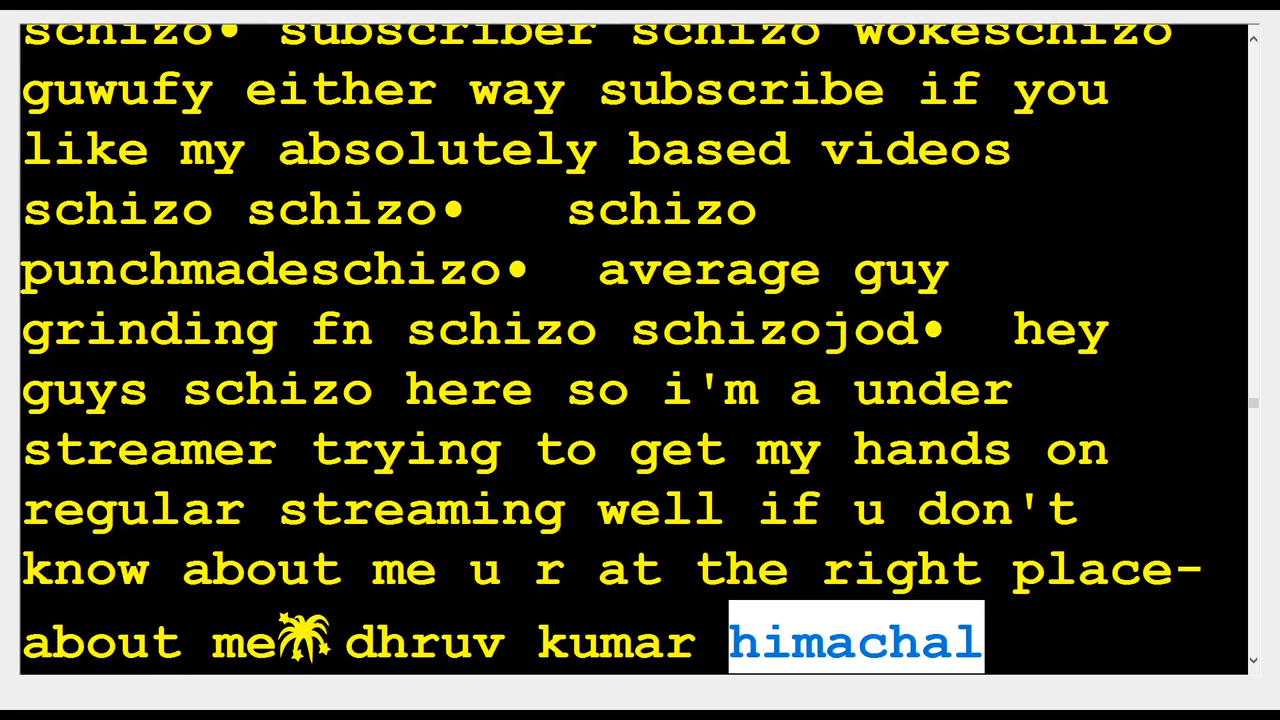 schizo• subscriber schizo wokeschizo
guwufy either way subscribe if you
like my absolutely based videos
schizo schizo•   schizo
punchmadeschizo•  average guy
grinding fn schizo schizojod•  hey
guys schizo here so i'm a under
streamer trying to get my hands on
regular streaming well if u don't
know about me u r at the right place-
about me🎆dhruv kumar himachal